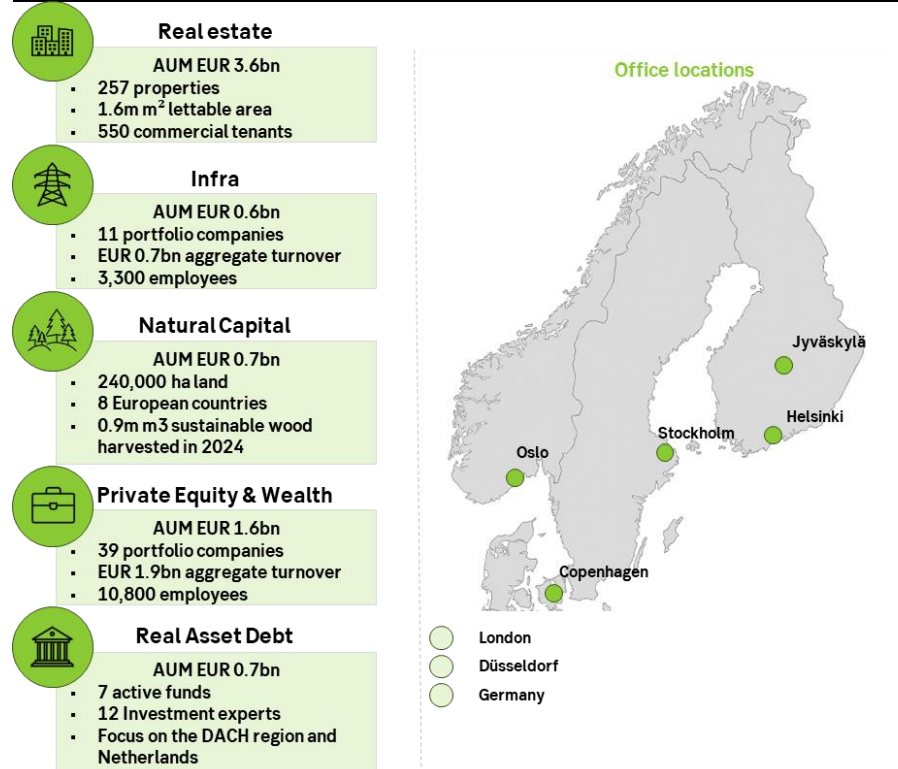 Real estate
AUM EUR 3.6bn
▪ 257 properties
▪ 1.6m m² lettable area
▪ 550 commercial tenants
Infra
AUM EUR 0.6bn
▪ 11 portfolio companies
▪ EUR 0.7bn aggregate turnover
▪ 3,300 employees
Natural Capital
AUM EUR 0.7bn
▪ 240,000 ha land
▪ 8 European countries
▪ 0.9m m3 sustainable wood
harvested in 2024
Private Equity & Wealth
AUM EUR 1.6bn
▪ 39 portfolio companies
▪ EUR 1.9bn aggregate turnover
▪ 10,800 employees
Real Asset Debt
AUM EUR 0.7bn
▪ 7 active funds
▪ 12 Investment experts
▪ Focus on the DACH region and
Netherlands
Office locations
Jyväskylä
Helsinki
Stockholm
Oslo
Copenhagen
London
Düsseldorf
Germany